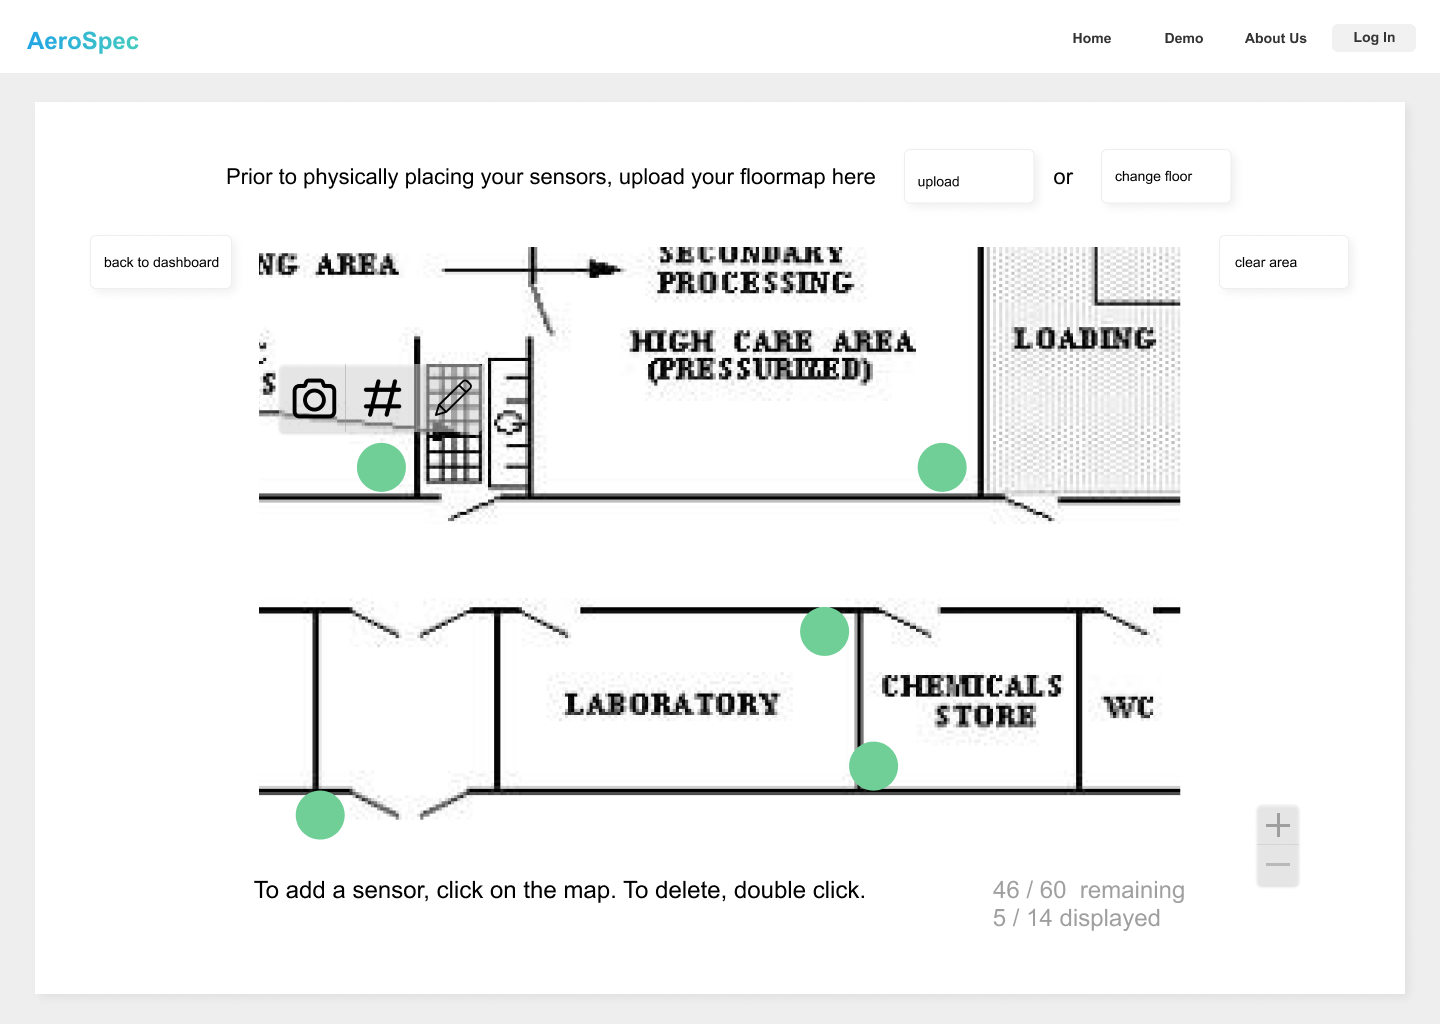 AeroSpec
Home Demo About Us Log In
Prior to physically placing your sensors, upload your floormap here upload or change floor
back to dashboard
clear area
NG AREA
SECONDARY
PROCESSING
HIGH CARE AREA
(PRESSURIZED)
LOADING
S
#
LABORATORY
CHEMICALS
STORE
WC
To add a sensor, click on the map. To delete, double click.
46 / 60 remaining
5 / 14 displayed